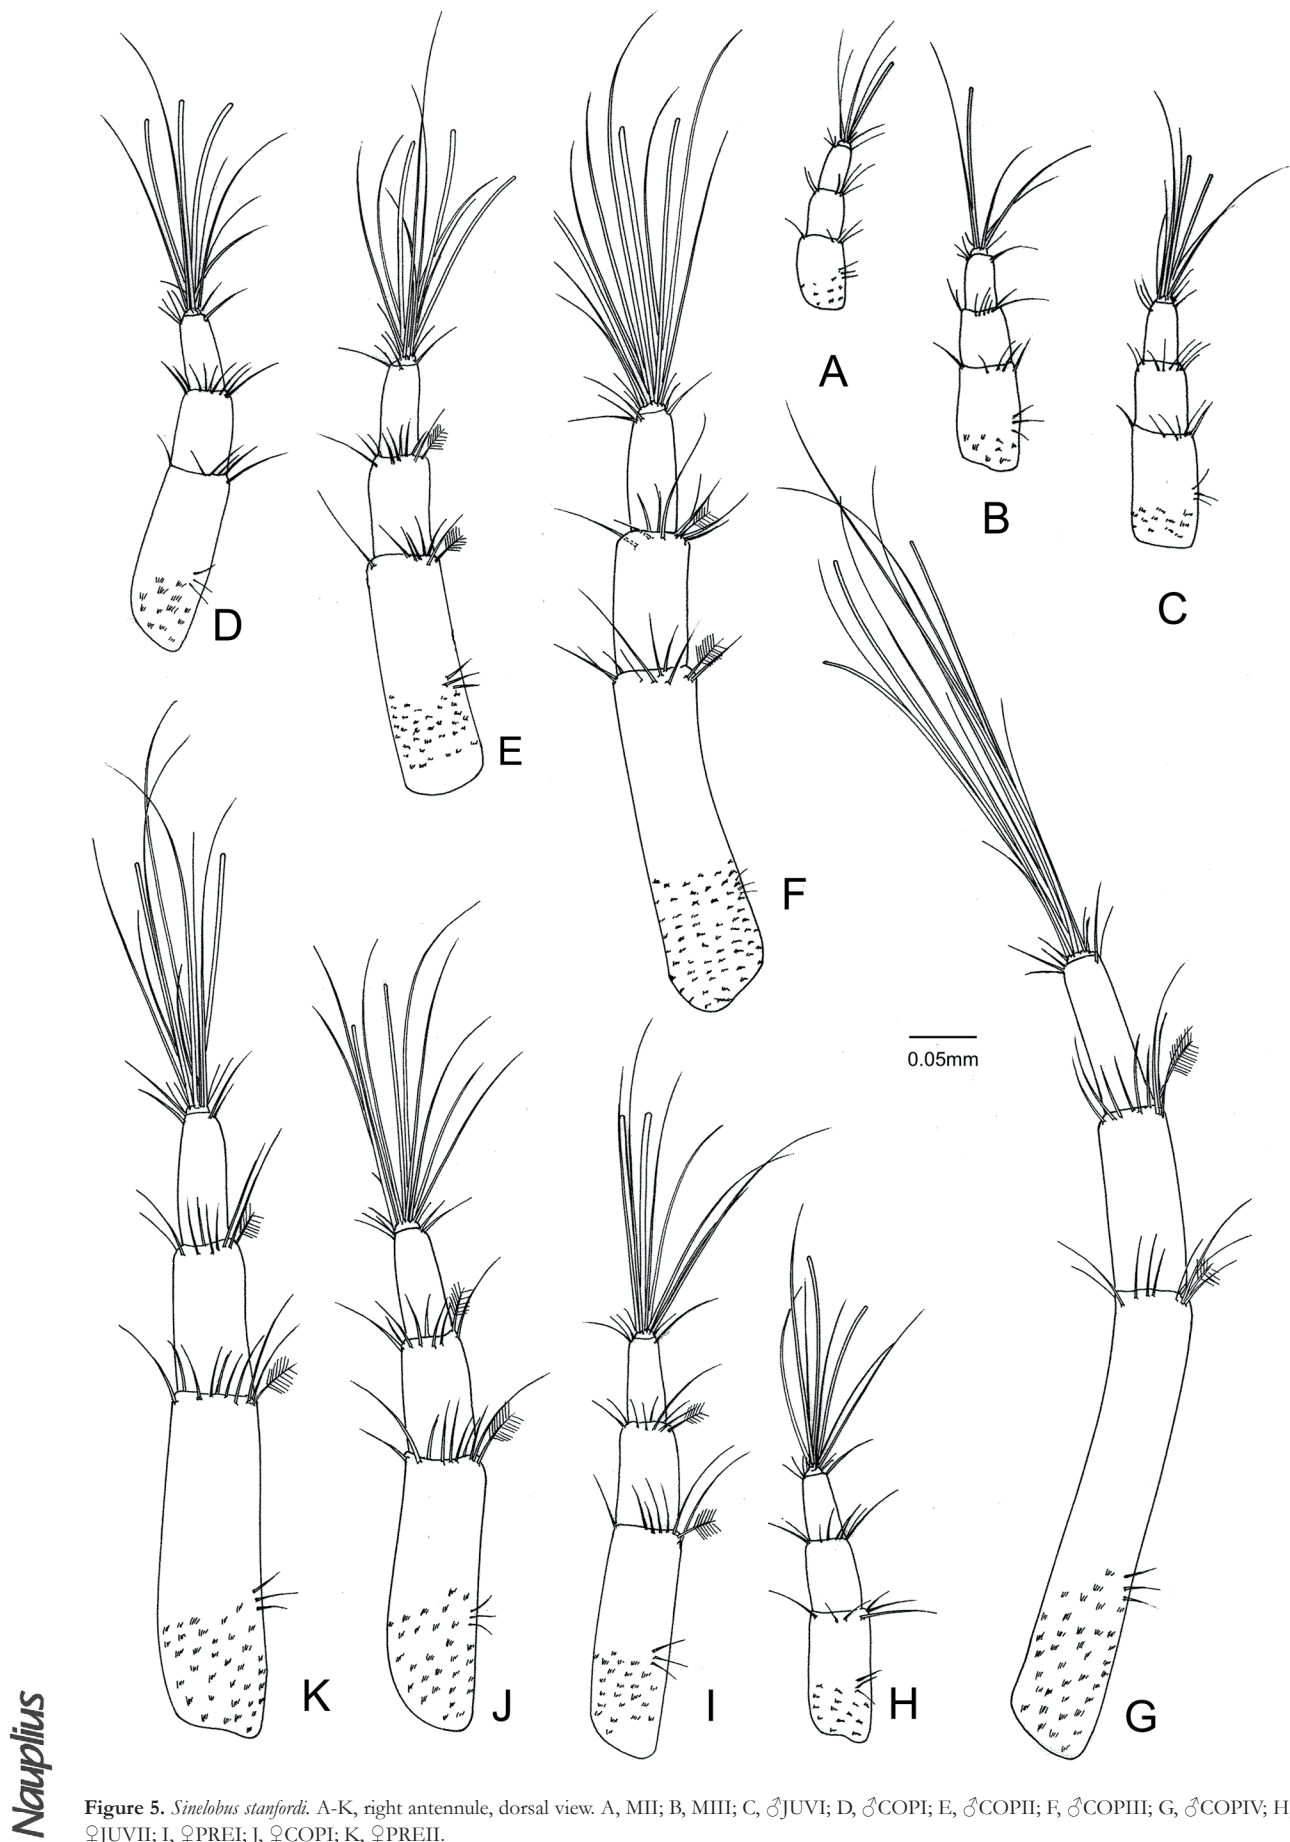 A
B
C
D
E
F
0.05mm
K
J
I
H
G
Nauplius
Figure 5. Sinelobus stanfordi. A-K, right antennule, dorsal view. A, MII; B, MIII; C, ♂JUVI; D, ♂COPI; E, ♂COPII; F, ♂COPIII; G, ♂COPIV; H
♀JUVII; I, ♀PREI; J, ♀COPI; K, ♀PREII.